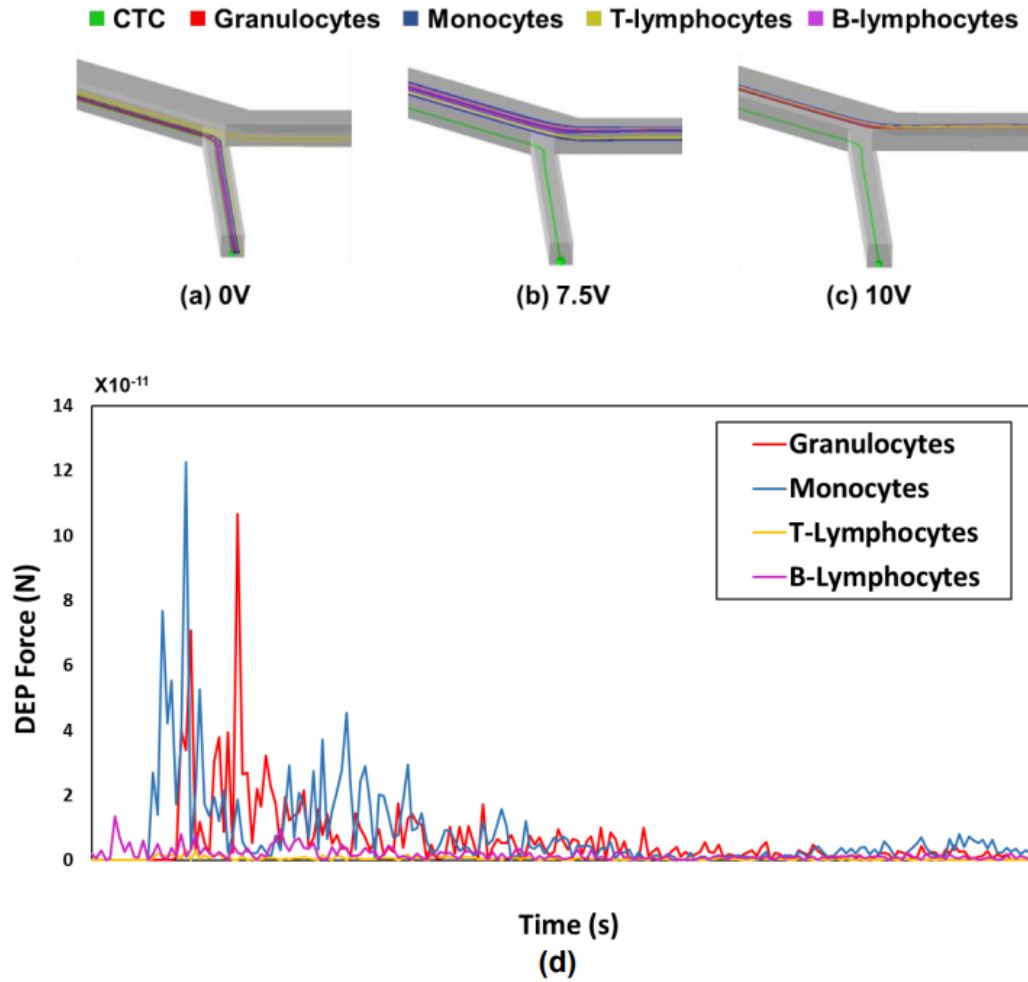 CTC Granulocytes Monocytes T-lymphocytes B-lymphocytes
(a) 0V (b) 7.5V (c) 10V
X10⁻¹¹
14
12
10
8
6
4
2
0
DEP Force (N)
Granulocytes
Monocytes
T-Lymphocytes
B-Lymphocytes
Time (s)
(d)